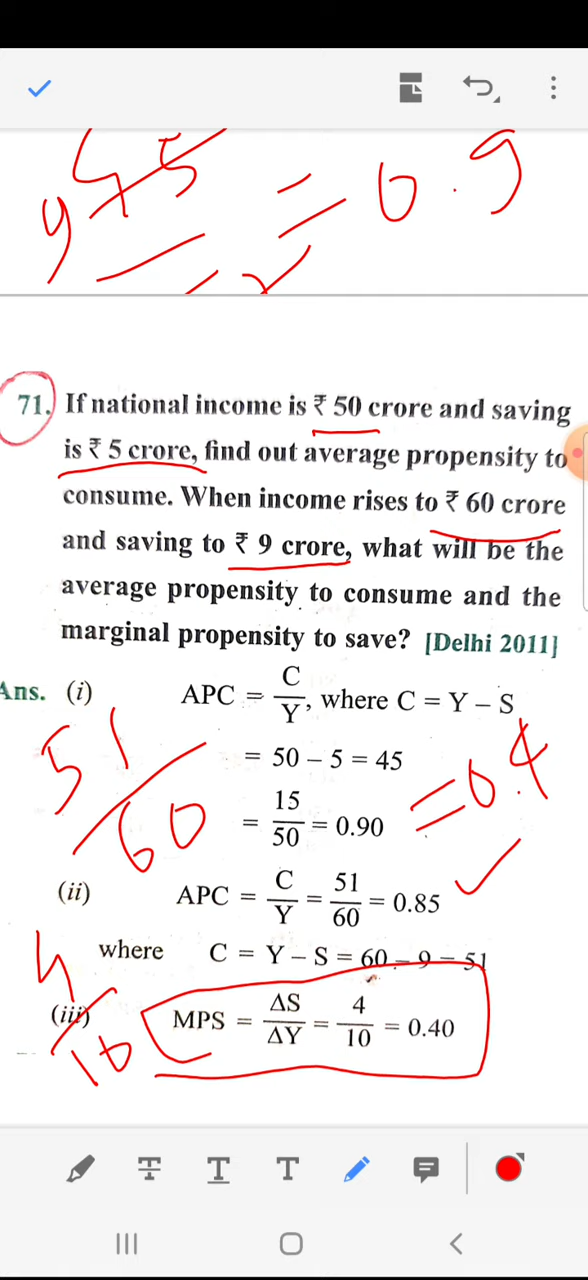 45
= 0.9
71. If national income is ₹ 50 crore and saving
is ₹ 5 crore, find out average propensity to
consume. When income rises to ₹ 60 crore
and saving to ₹ 9 crore, what will be the
average propensity to consume and the
marginal propensity to save? [Delhi 2011]
Ans. (i) APC = C/Y, where C = Y – S
= 50 – 5 = 45
= 15/50 = 0.90
51/60
= 0.4
(ii) APC = C/Y = 51/60 = 0.85
where C = Y – S = 60 – 9 = 51
4/10
(iii) MPS = ΔS/ΔY = 4/10 = 0.40
T T T